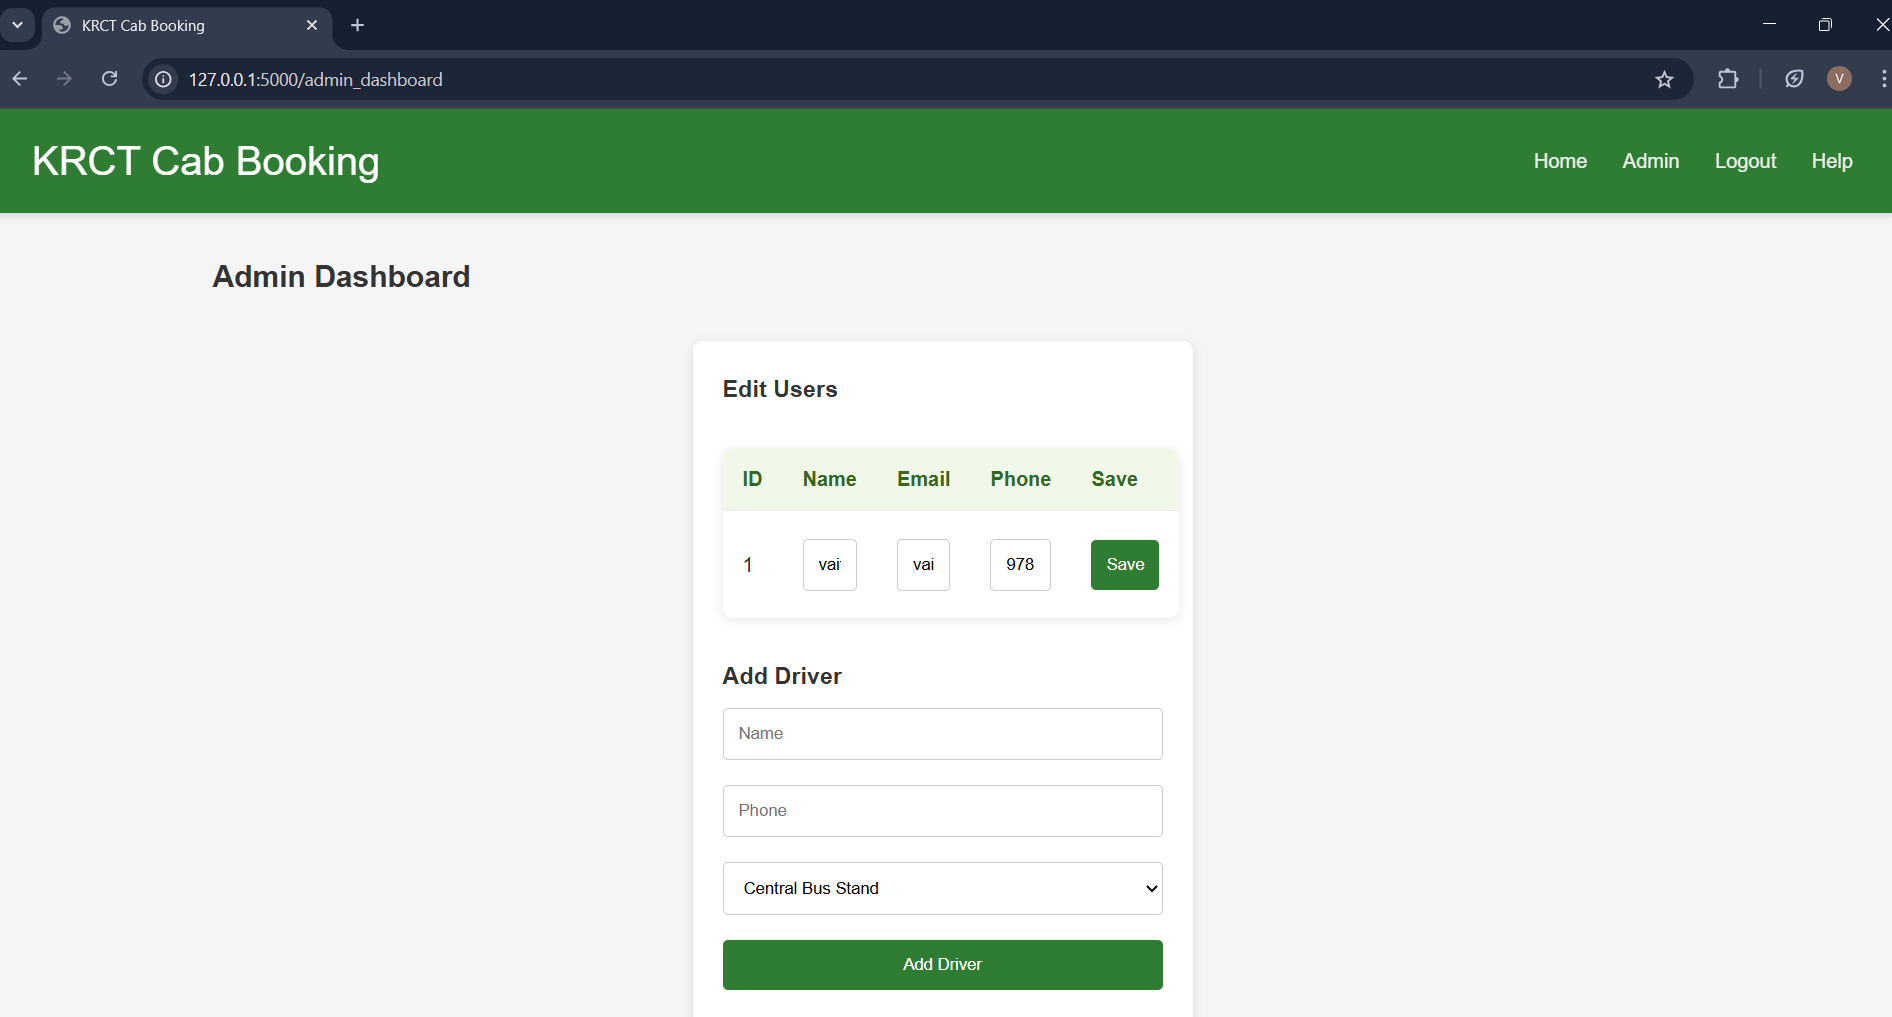 KRCT Cab Booking
127.0.0.1:5000/admin_dashboard
V
KRCT Cab Booking
Home Admin Logout Help
Admin Dashboard
Edit Users
ID Name Email Phone Save
1 vai vai 978 Save
Add Driver
Name
Phone
Central Bus Stand
Add Driver